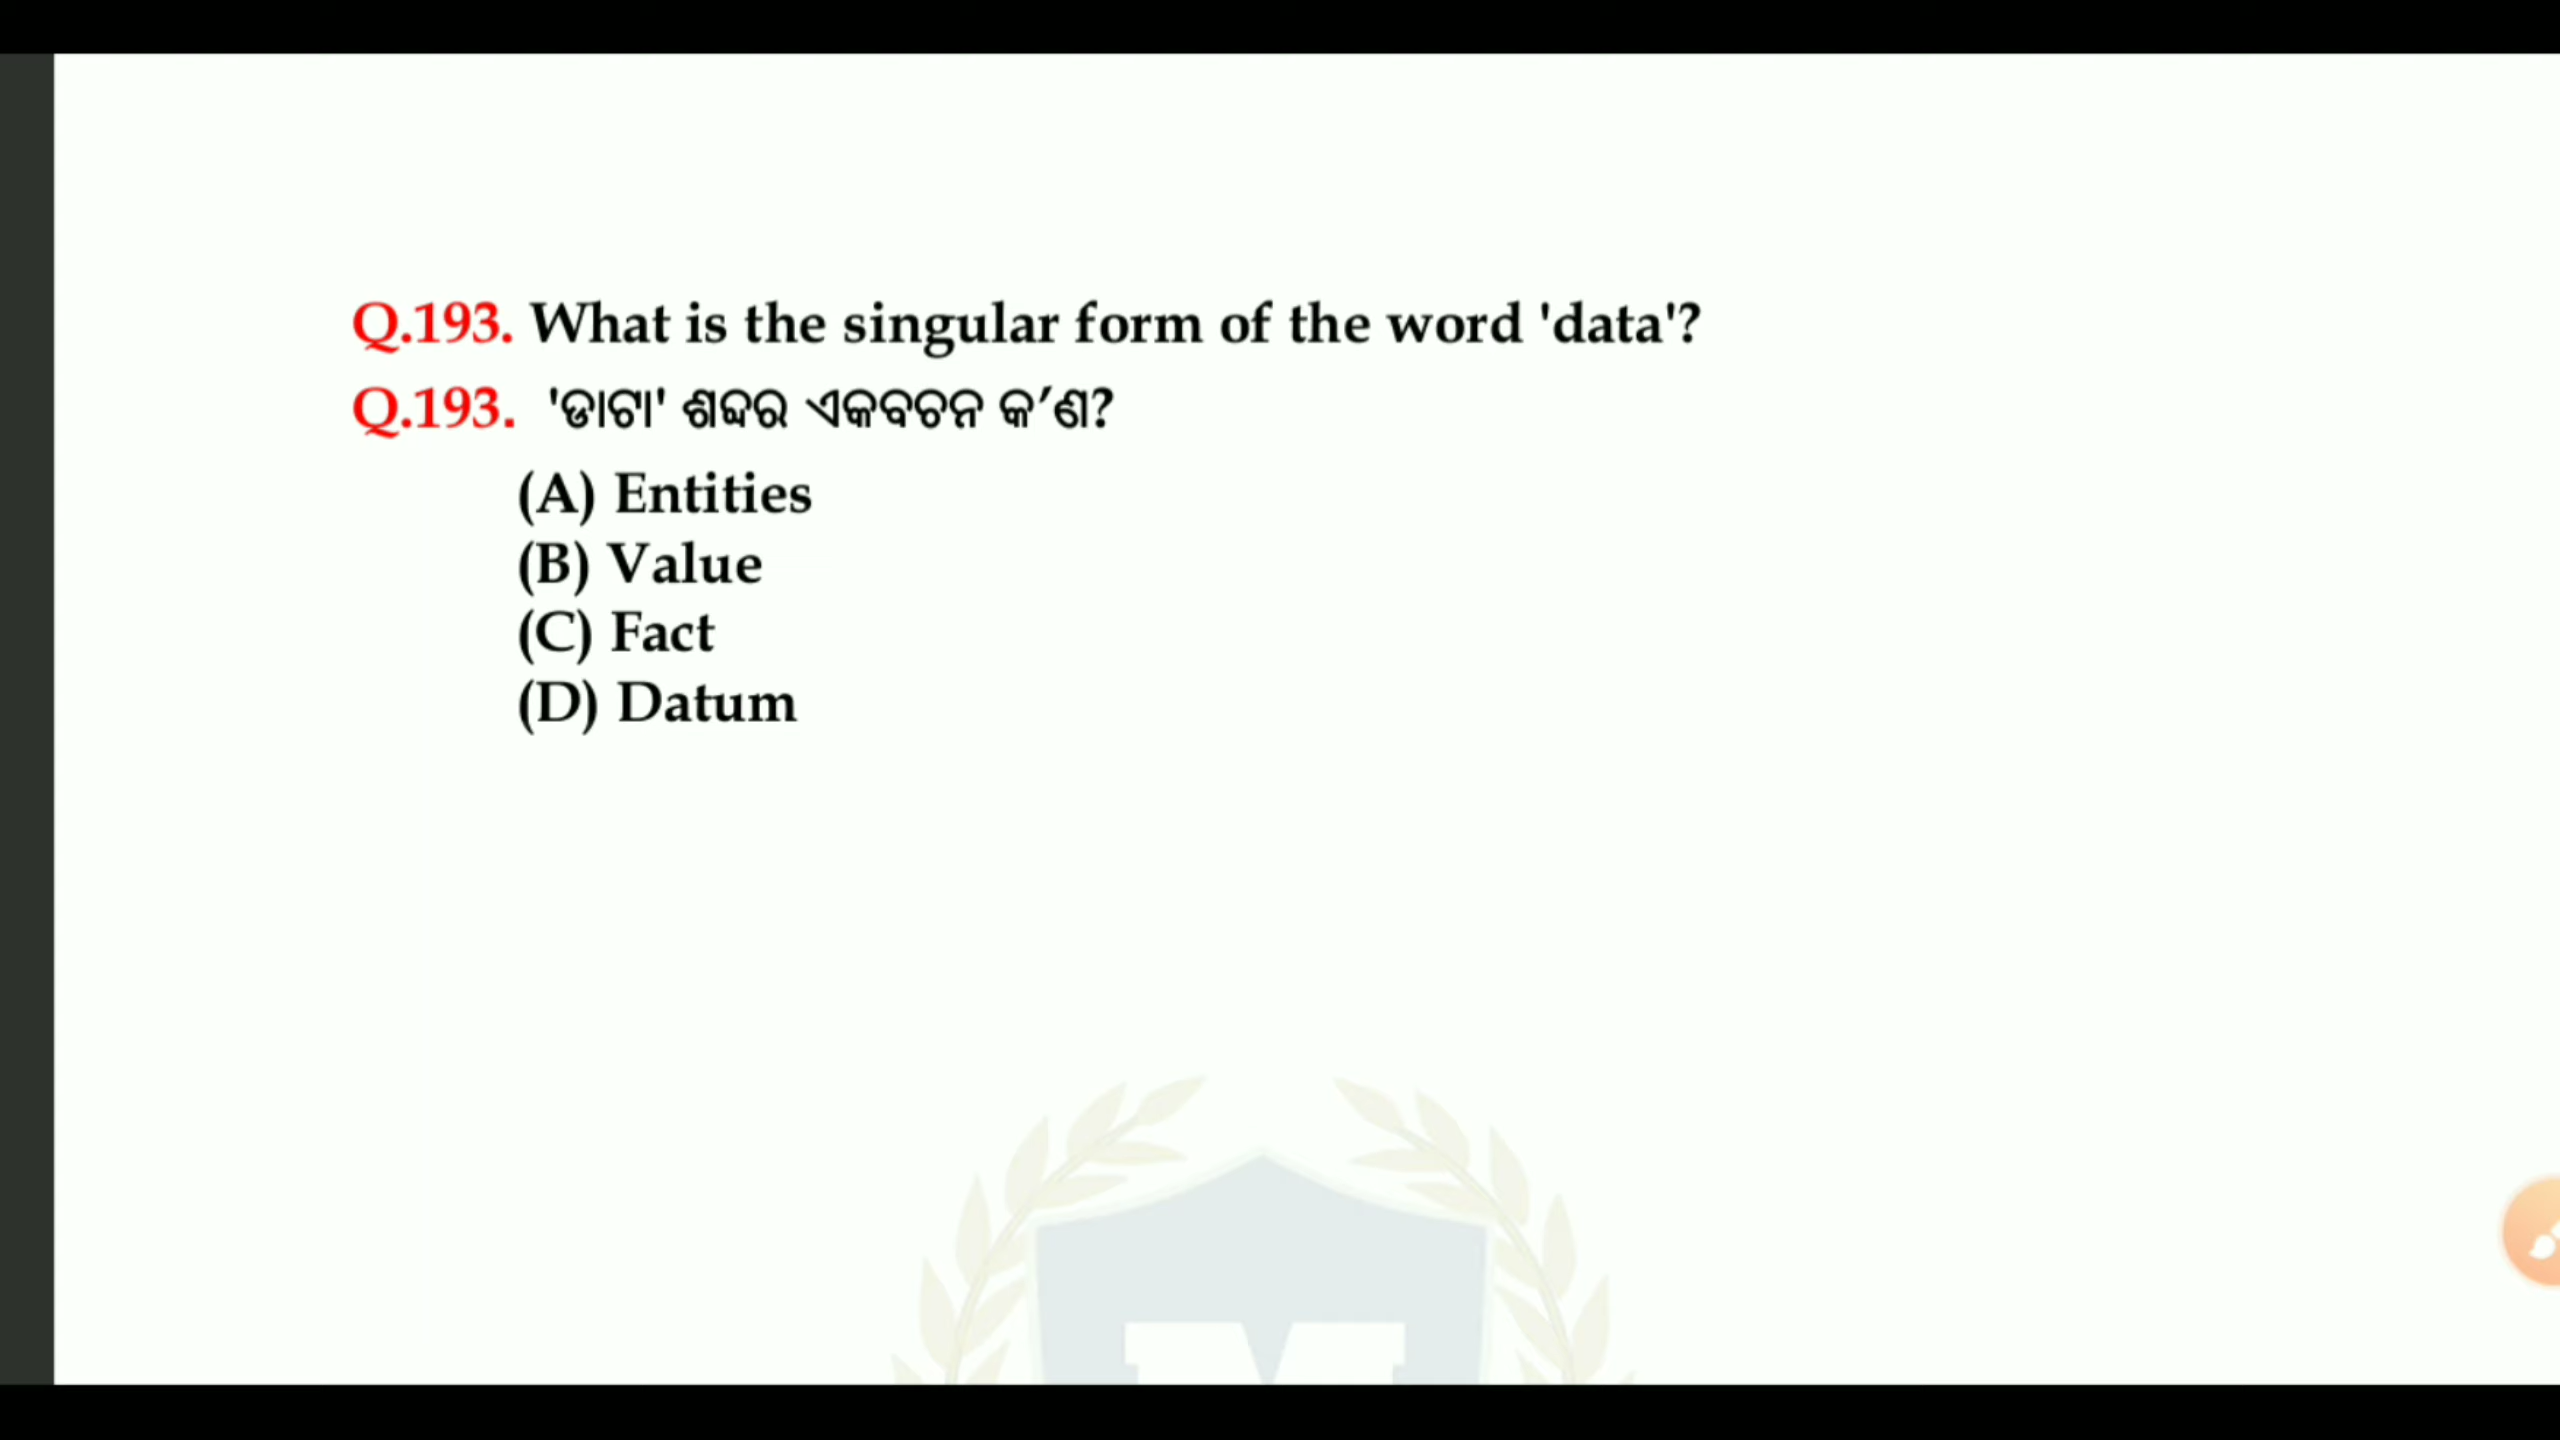 Q.193. What is the singular form of the word 'data'?
Q.193. 'ଡାଟା' ଶବ୍ଦର ଏକବଚନ କ’ଣ?
(A) Entities
(B) Value
(C) Fact
(D) Datum
M